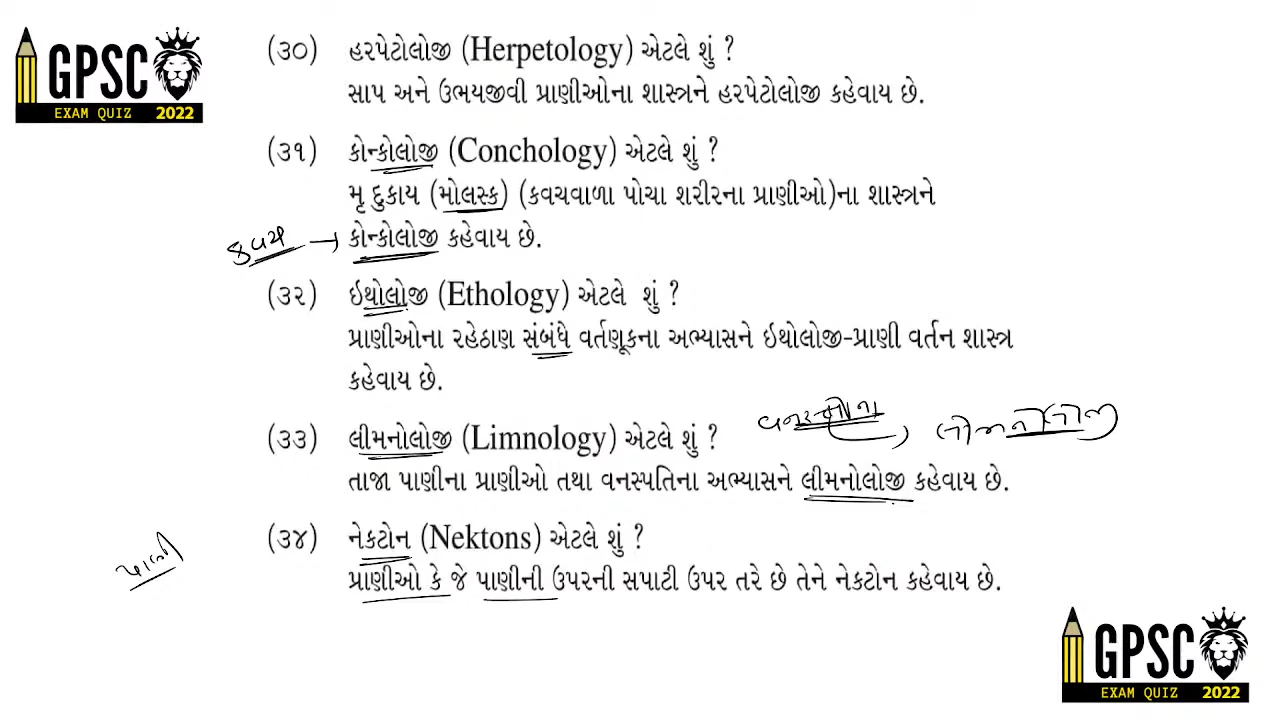 GPSC
EXAM QUIZ 2022
(૩૦) હરપેટોલોજી (Herpetology) એટલે શું ?
સાપ અને ઉભયજીવી પ્રાણીઓના શાસ્ત્રને હરપેટોલોજી કહેવાય છે.
(૩૧) કોન્કોલોજી (Conchology) એટલે શું ?
મૃદુકાય (મોલસ્ક) (કવચવાળા પોચા શરીરના પ્રાણીઓ)ના શાસ્ત્રને
કવચ → કોન્કોલોજી કહેવાય છે.
(૩૨) ઇથોલોજી (Ethology) એટલે શું ?
પ્રાણીઓના રહેઠાણ સંબંધે વર્તણૂકના અભ્યાસને ઇથોલોજી-પ્રાણી વર્તન શાસ્ત્ર
કહેવાય છે.
(૩૩) લીમનોલોજી (Limnology) એટલે શું ?
તાજા પાણીના પ્રાણીઓ તથા વનસ્પતિના અભ્યાસને લીમનોલોજી કહેવાય છે.
(૩૪) નેકટોન (Nektons) એટલે શું ?
પ્રાણીઓ કે જે પાણીની ઉપરની સપાટી ઉપર તરે છે તેને નેકટોન કહેવાય છે.
GPSC
EXAM QUIZ 2022